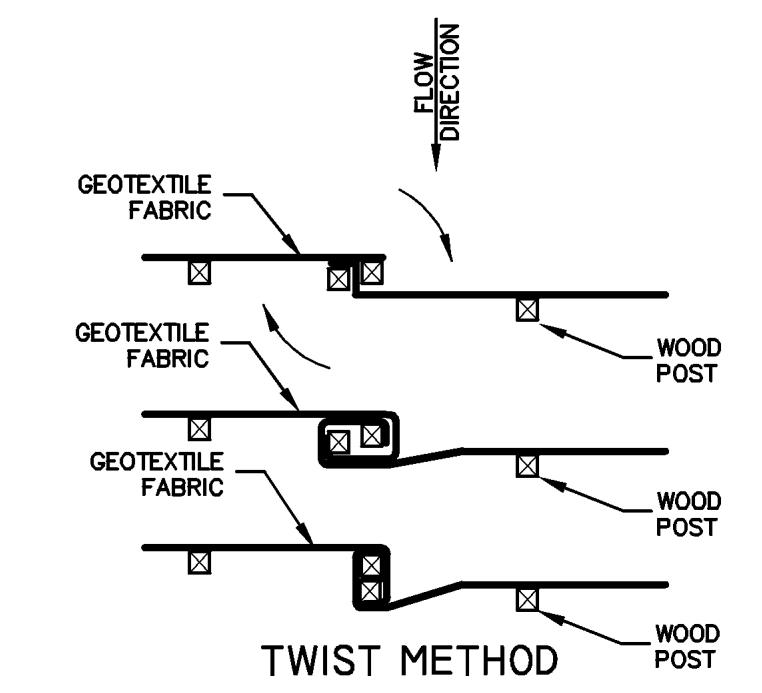 FLOW
DIRECTION
GEOTEXTILE
FABRIC
GEOTEXTILE
FABRIC
WOOD
POST
GEOTEXTILE
FABRIC
WOOD
POST
WOOD
POST
TWIST METHOD